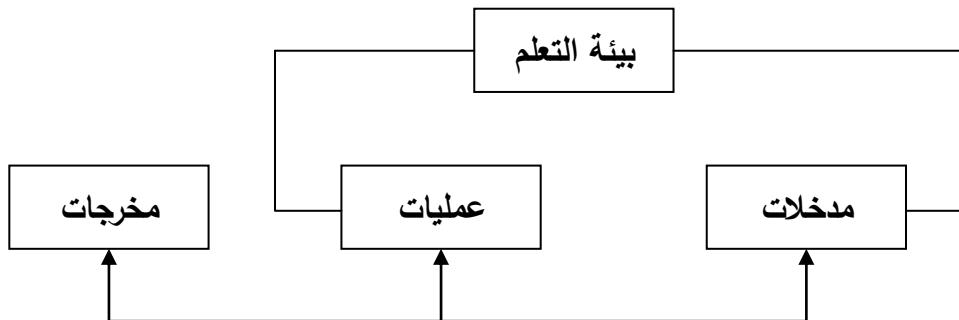 بيئة التعلم
مدخلات
عمليات
مخرجات